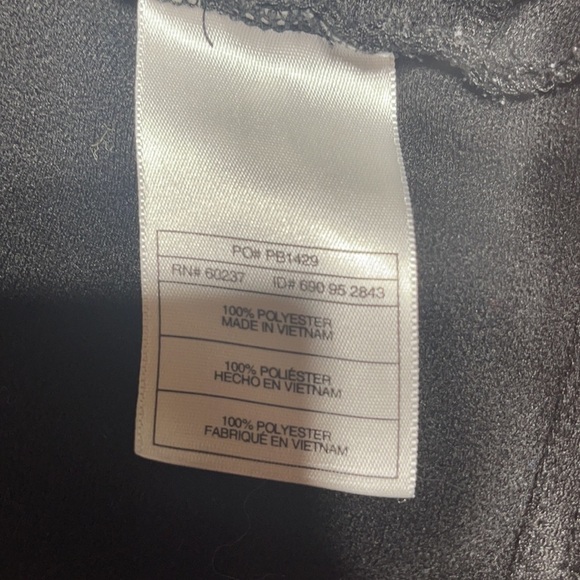 PO# PB1429
RN# 60237 ID# 690 95 2843
100% POLYESTER
MADE IN VIETNAM
100% POLIÉSTER
HECHO EN VIETNAM
100% POLYESTER
FABRIQUÉ EN VIETNAM